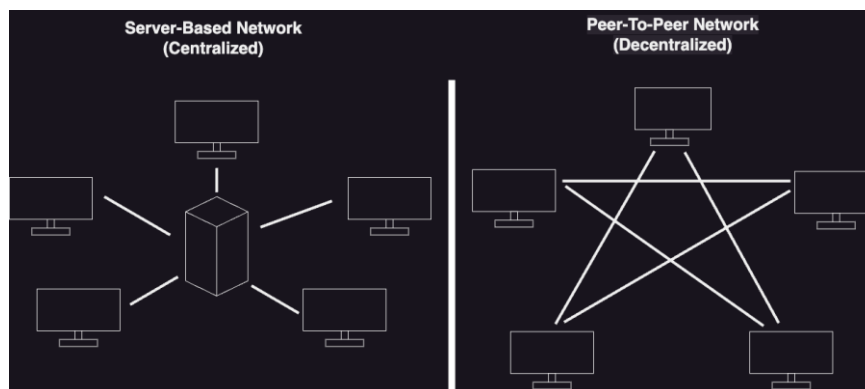 Server-Based Network
(Centralized)
Peer-To-Peer Network
(Decentralized)